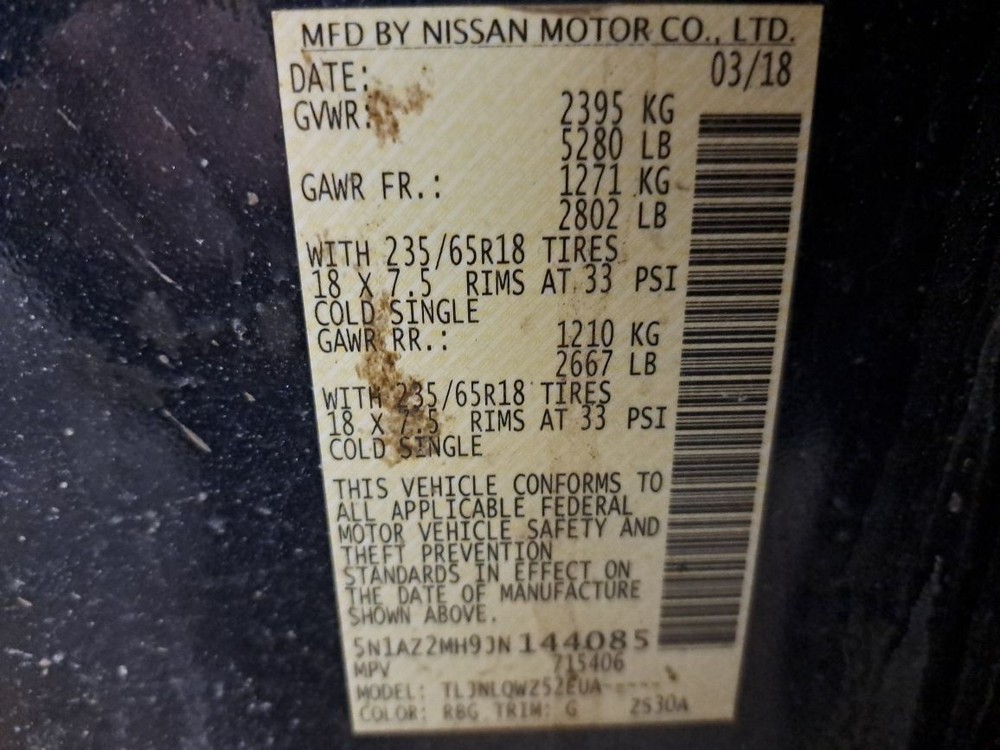 MFD BY NISSAN MOTOR CO., LTD.
DATE: 03/18
GVWR: 2395 KG
5280 LB
GAWR FR.: 1271 KG
2802 LB
WITH 235/65R18 TIRES
18 X 7.5 RIMS AT 33 PSI
COLD SINGLE
GAWR RR.: 1210 KG
2667 LB
WITH 235/65R18 TIRES
18 X 7.5 RIMS AT 33 PSI
COLD SINGLE
THIS VEHICLE CONFORMS TO
ALL APPLICABLE FEDERAL
MOTOR VEHICLE SAFETY AND
THEFT PREVENTION
STANDARDS IN EFFECT ON
THE DATE OF MANUFACTURE
SHOWN ABOVE.
5N1AZ2MH9JN144085
MPV 715406
MODEL: TLJNLQWZ52EUA-----
COLOR: RBG TRIM: G 2S30A